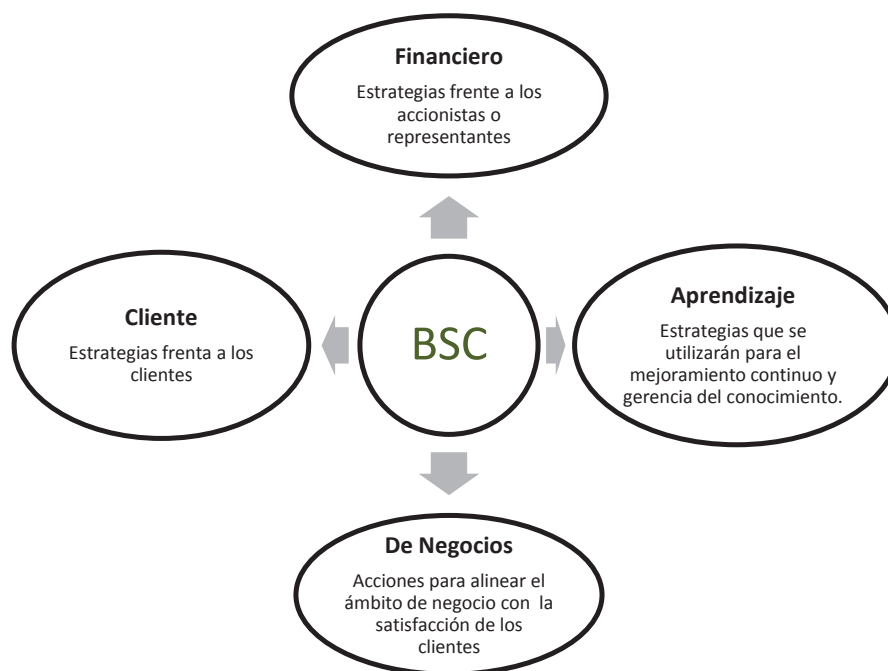 Financiero
Estrategias frente a los
accionistas o
representantes
Cliente
Estrategias frenta a los
clientes
BSC
Aprendizaje
Estrategias que se
utilizarán para el
mejoramiento continuo y
gerencia del conocimiento.
De Negocios
Acciones para alinear el
ámbito de negocio con la
satisfacción de los
clientes